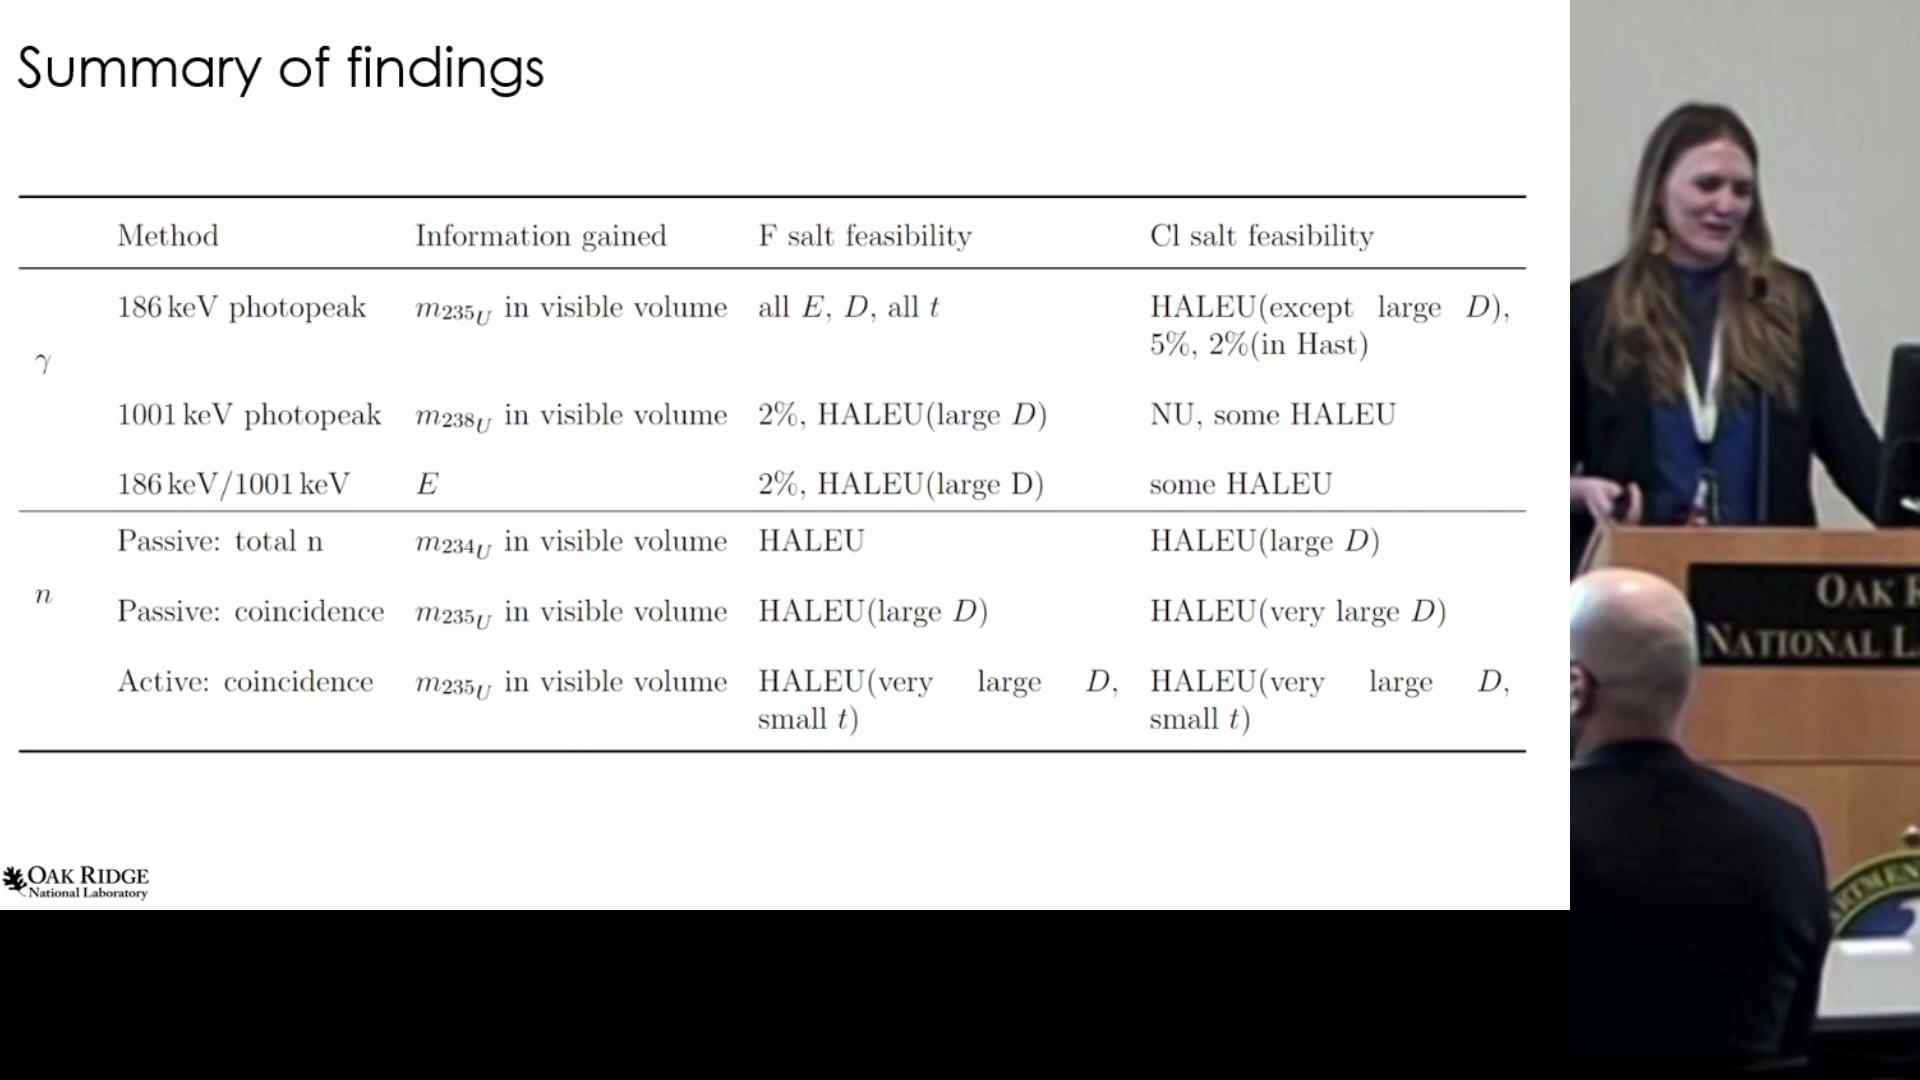 Summary of findings
Method Information gained F salt feasibility Cl salt feasibility
γ
186 keV photopeak m235U in visible volume all E, D, all t HALEU(except large D),
5%, 2%(in Hast)
1001 keV photopeak m238U in visible volume 2%, HALEU(large D) NU, some HALEU
186 keV/1001 keV E 2%, HALEU(large D) some HALEU
n
Passive: total n m234U in visible volume HALEU HALEU(large D)
Passive: coincidence m235U in visible volume HALEU(large D) HALEU(very large D)
Active: coincidence m235U in visible volume HALEU(very large D, HALEU(very large D,
small t) small t)
OAK RIDGE
National Laboratory
OAK R
NATIONAL L